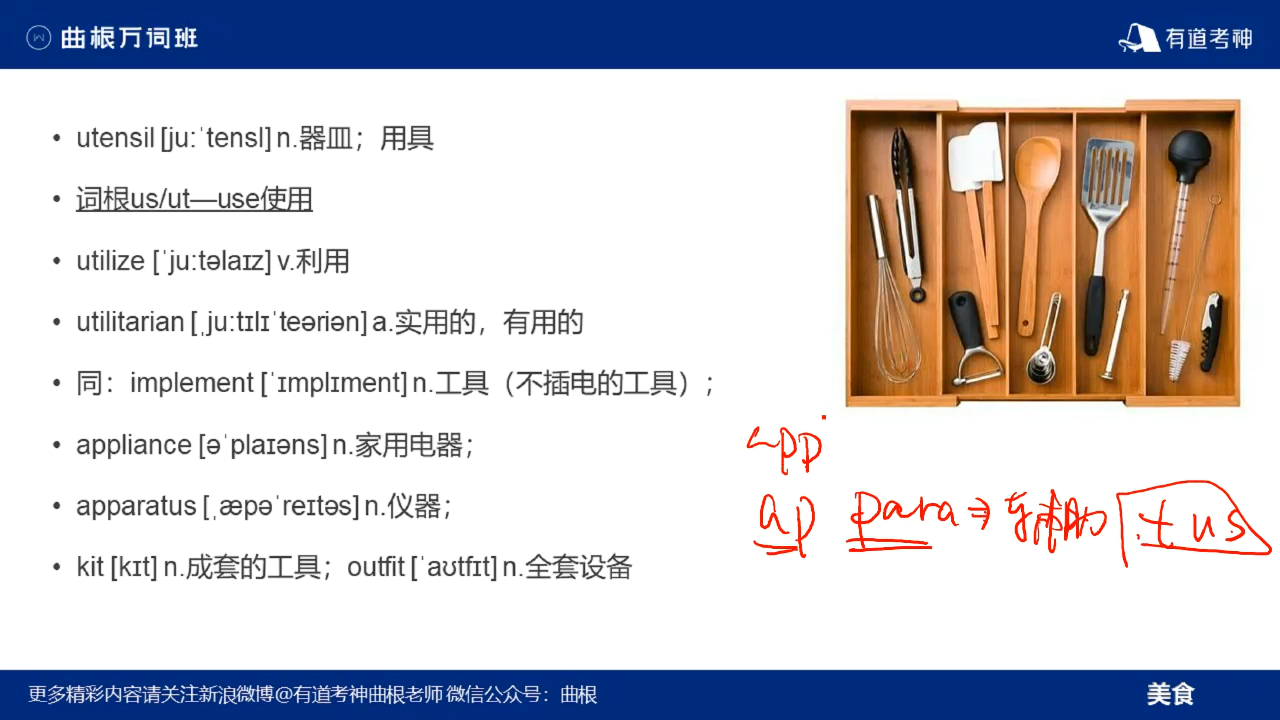 曲根万词班
有道考神
• utensil [juːˈtensl] n.器皿；用具
• 词根us/ut—use使用
• utilize [ˈjuːtəlaɪz] v.利用
• utilitarian [ˌjuːtɪlɪˈteəriən] a.实用的，有用的
• 同：implement [ˈɪmplɪment] n.工具（不插电的工具）；
• appliance [əˈplaɪəns] n.家用电器；
• apparatus [ˌæpəˈreɪtəs] n.仪器；
• kit [kɪt] n.成套的工具；outfit [ˈaʊtfɪt] n.全套设备
app
ap para ⇒ 辅助 t us
更多精彩内容请关注新浪微博@有道考神曲根老师 微信公众号：曲根
美食